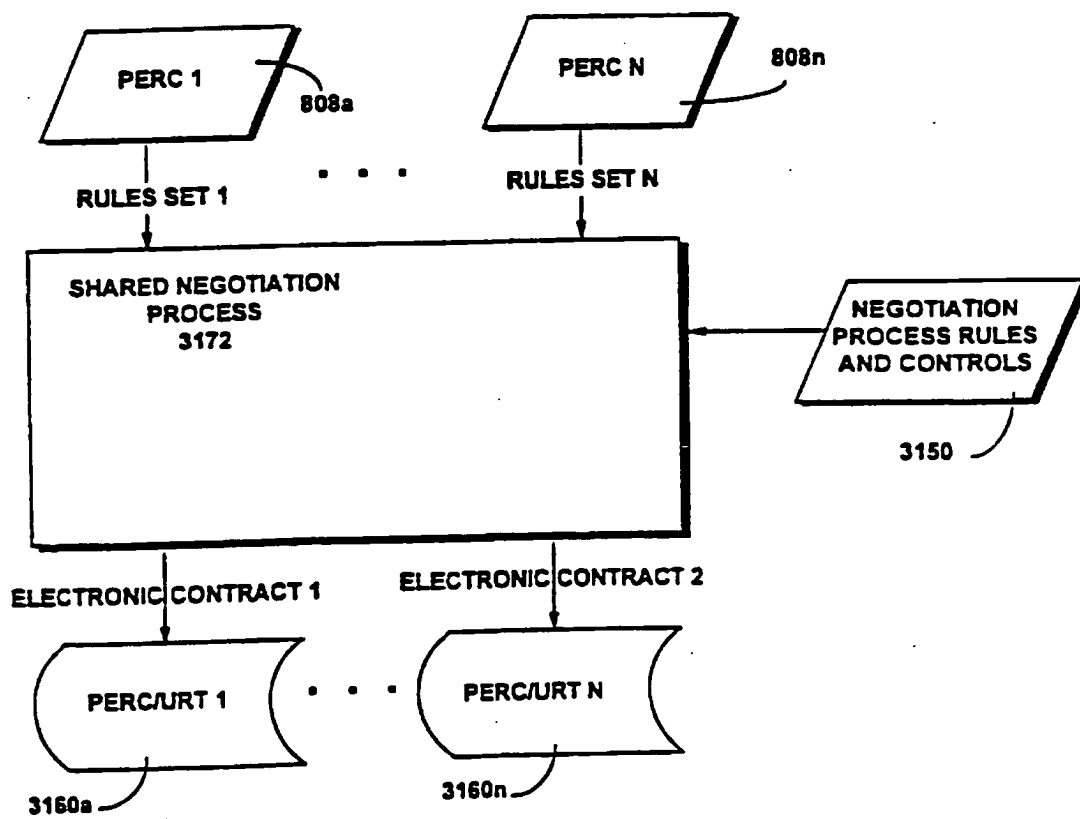 PERC 1
808a
PERC N
808n
RULES SET 1
RULES SET N
SHARED NEGOTIATION
PROCESS
3172
NEGOTIATION
PROCESS RULES
AND CONTROLS
3150
ELECTRONIC CONTRACT 1
ELECTRONIC CONTRACT 2
PERC/URT 1
PERC/URT N
3160a
3160n